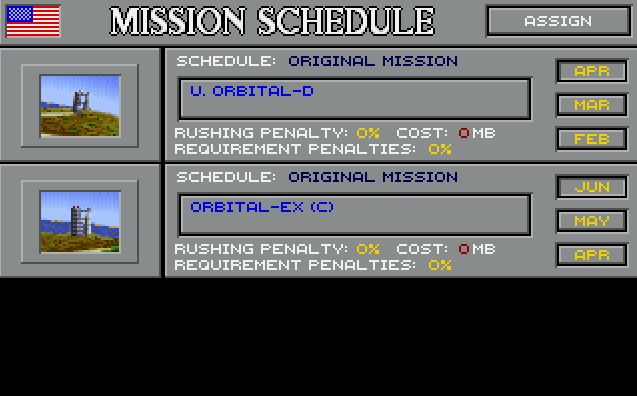 MISSION SCHEDULE
ASSIGN
SCHEDULE: ORIGINAL MISSION
U. ORBITAL-D
RUSHING PENALTY: 0% COST: 0MB
REQUIREMENT PENALTIES: 0%
APR
MAR
FEB
SCHEDULE: ORIGINAL MISSION
ORBITAL-EX (C)
RUSHING PENALTY: 0% COST: 0MB
REQUIREMENT PENALTIES: 0%
JUN
MAY
APR